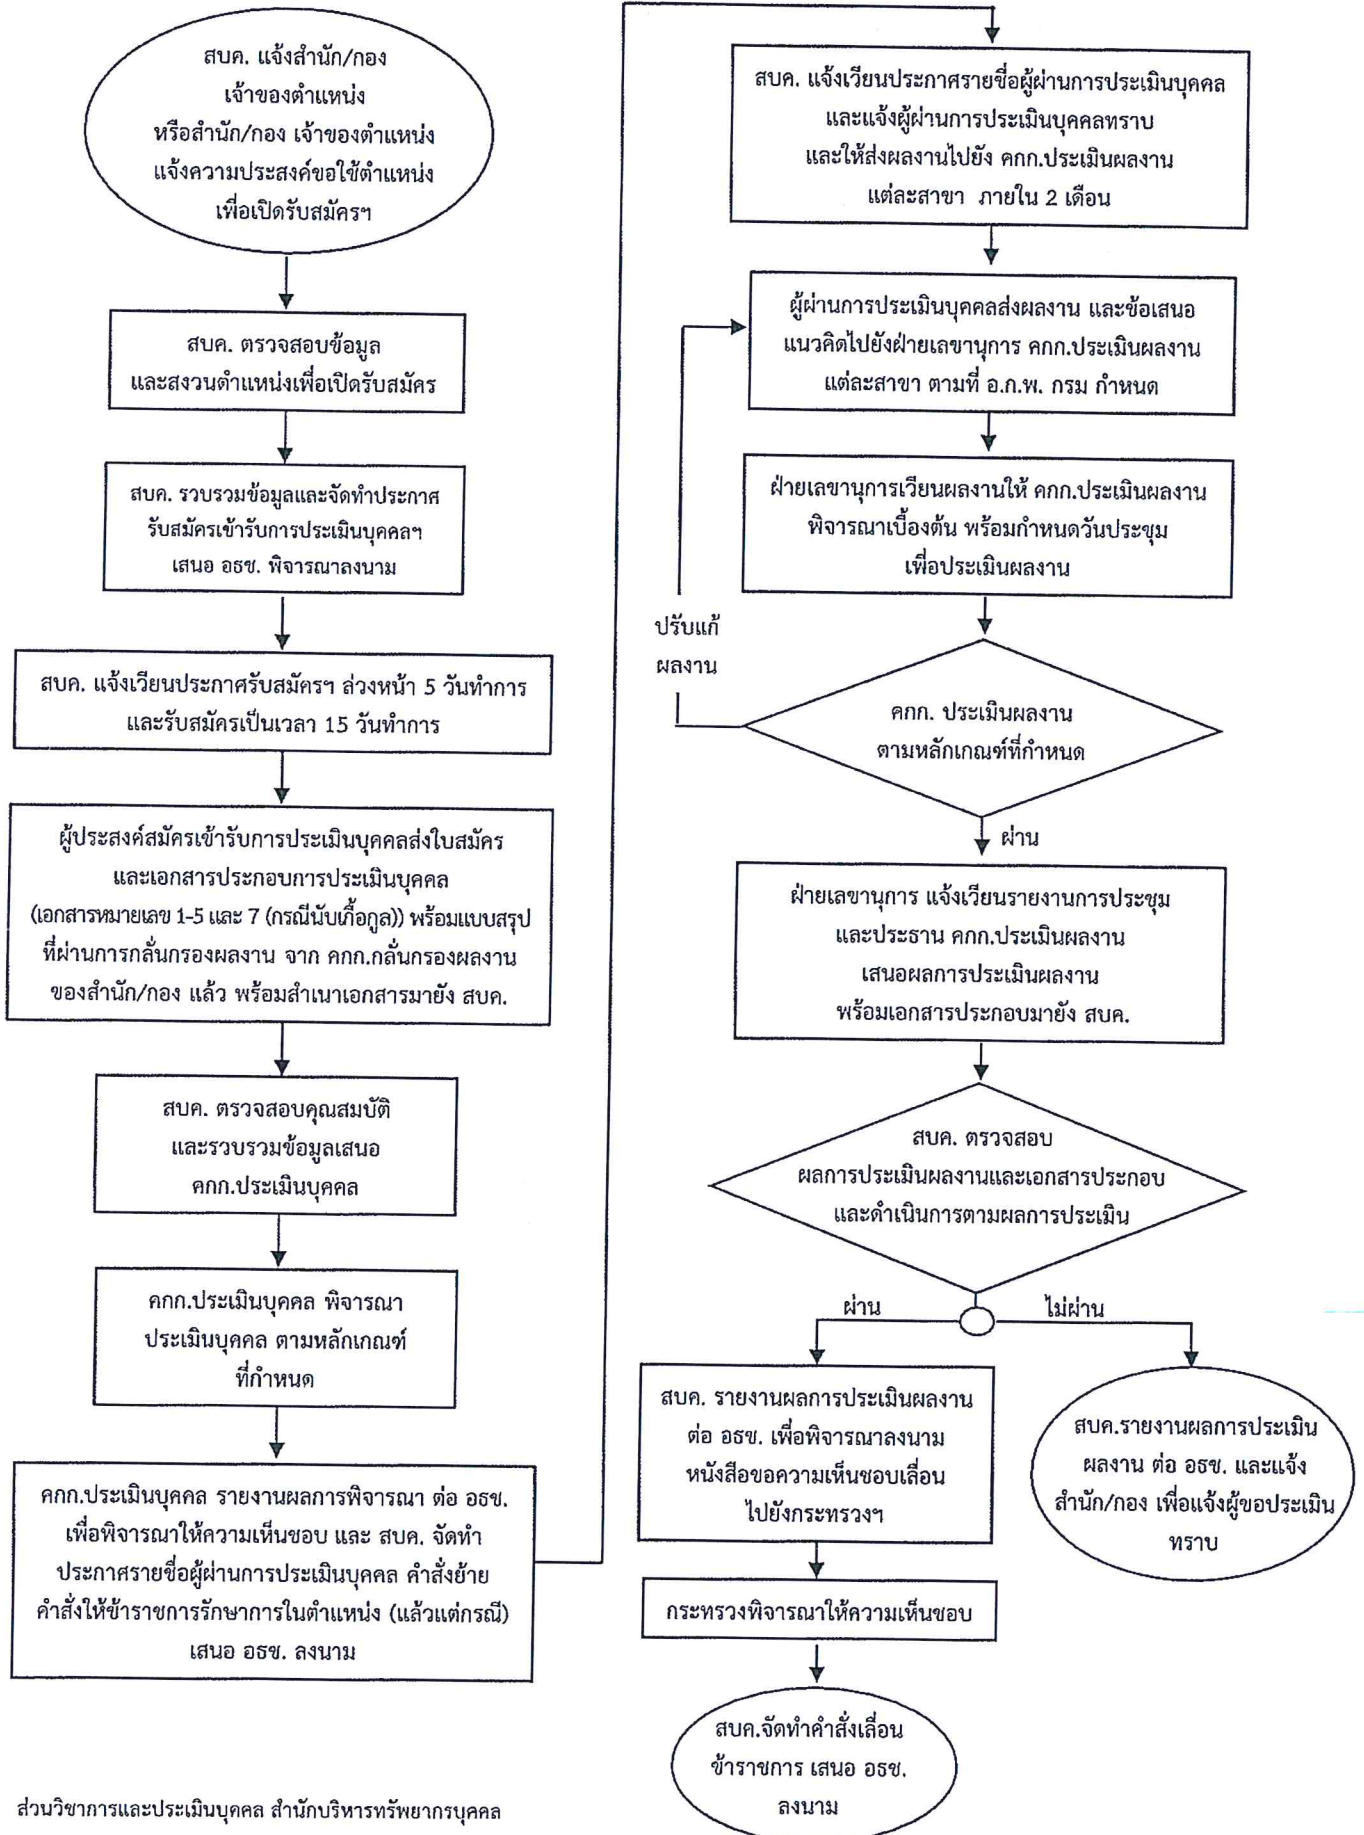 สบค. แจ้งสำนัก/กอง
เจ้าของตำแหน่ง
หรือสำนัก/กอง เจ้าของตำแหน่ง
แจ้งความประสงค์ขอใช้ตำแหน่ง
เพื่อเปิดรับสมัครฯ
สบค. ตรวจสอบข้อมูล
และสงวนตำแหน่งเพื่อเปิดรับสมัคร
สบค. รวบรวมข้อมูลและจัดทำประกาศ
รับสมัครเข้ารับการประเมินบุคคลฯ
เสนอ อธช. พิจารณาลงนาม
สบค. แจ้งเวียนประกาศรับสมัครฯ ล่วงหน้า 5 วันทำการ
และรับสมัครเป็นเวลา 15 วันทำการ
ผู้ประสงค์สมัครเข้ารับการประเมินบุคคลส่งใบสมัคร
และเอกสารประกอบการประเมินบุคคล
(เอกสารหมายเลข 1-5 และ 7 (กรณีนับเกื้อกูล)) พร้อมแบบสรุป
ที่ผ่านการกลั่นกรองผลงาน จาก คกก.กลั่นกรองผลงาน
ของสำนัก/กอง แล้ว พร้อมสำเนาเอกสารมายัง สบค.
สบค. ตรวจสอบคุณสมบัติ
และรวบรวมข้อมูลเสนอ
คกก.ประเมินบุคคล
คกก.ประเมินบุคคล พิจารณา
ประเมินบุคคล ตามหลักเกณฑ์
ที่กำหนด
คกก.ประเมินบุคคล รายงานผลการพิจารณา ต่อ อธช.
เพื่อพิจารณาให้ความเห็นชอบ และ สบค. จัดทำ
ประกาศรายชื่อผู้ผ่านการประเมินบุคคล คำสั่งย้าย
คำสั่งให้ข้าราชการรักษาการในตำแหน่ง (แล้วแต่กรณี)
เสนอ อธช. ลงนาม
สบค. แจ้งเวียนประกาศรายชื่อผู้ผ่านการประเมินบุคคล
และแจ้งผู้ผ่านการประเมินบุคคลทราบ
และให้ส่งผลงานไปยัง คกก.ประเมินผลงาน
แต่ละสาขา ภายใน 2 เดือน
ผู้ผ่านการประเมินบุคคลส่งผลงาน และข้อเสนอ
แนวคิดไปยังฝ่ายเลขานุการ คกก.ประเมินผลงาน
แต่ละสาขา ตามที่ อ.ก.พ. กรม กำหนด
ฝ่ายเลขานุการเวียนผลงานให้ คกก.ประเมินผลงาน
พิจารณาเบื้องต้น พร้อมกำหนดวันประชุม
เพื่อประเมินผลงาน
ปรับแก้
ผลงาน
คกก. ประเมินผลงาน
ตามหลักเกณฑ์ที่กำหนด
ผ่าน
ฝ่ายเลขานุการ แจ้งเวียนรายงานการประชุม
และประธาน คกก.ประเมินผลงาน
เสนอผลการประเมินผลงาน
พร้อมเอกสารประกอบมายัง สบค.
สบค. ตรวจสอบ
ผลการประเมินผลงานและเอกสารประกอบ
และดำเนินการตามผลการประเมิน
ผ่าน
ไม่ผ่าน
สบค. รายงานผลการประเมินผลงาน
ต่อ อธช. เพื่อพิจารณาลงนาม
หนังสือขอความเห็นชอบเลื่อน
ไปยังกระทรวงฯ
สบค.รายงานผลการประเมิน
ผลงาน ต่อ อธช. และแจ้ง
สำนัก/กอง เพื่อแจ้งผู้ขอประเมิน
ทราบ
กระทรวงพิจารณาให้ความเห็นชอบ
สบค.จัดทำคำสั่งเลื่อน
ข้าราชการ เสนอ อธช.
ลงนาม
ส่วนวิชาการและประเมินบุคคล สำนักบริหารทรัพยากรบุคคล